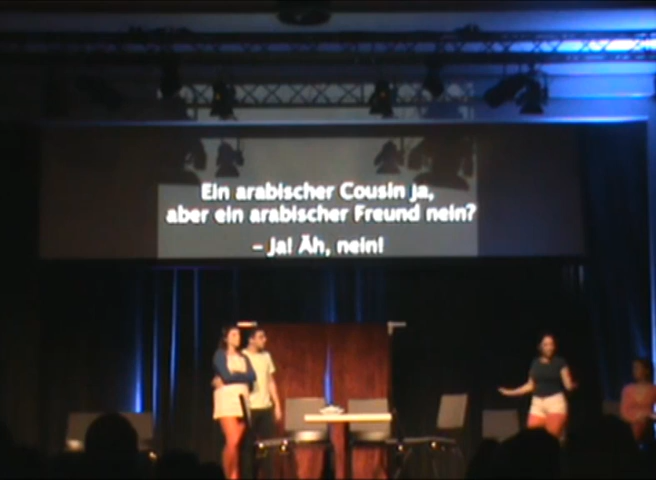 Ein arabischer Cousin ja,
aber ein arabischer Freund nein?
– Ja! Äh, nein!